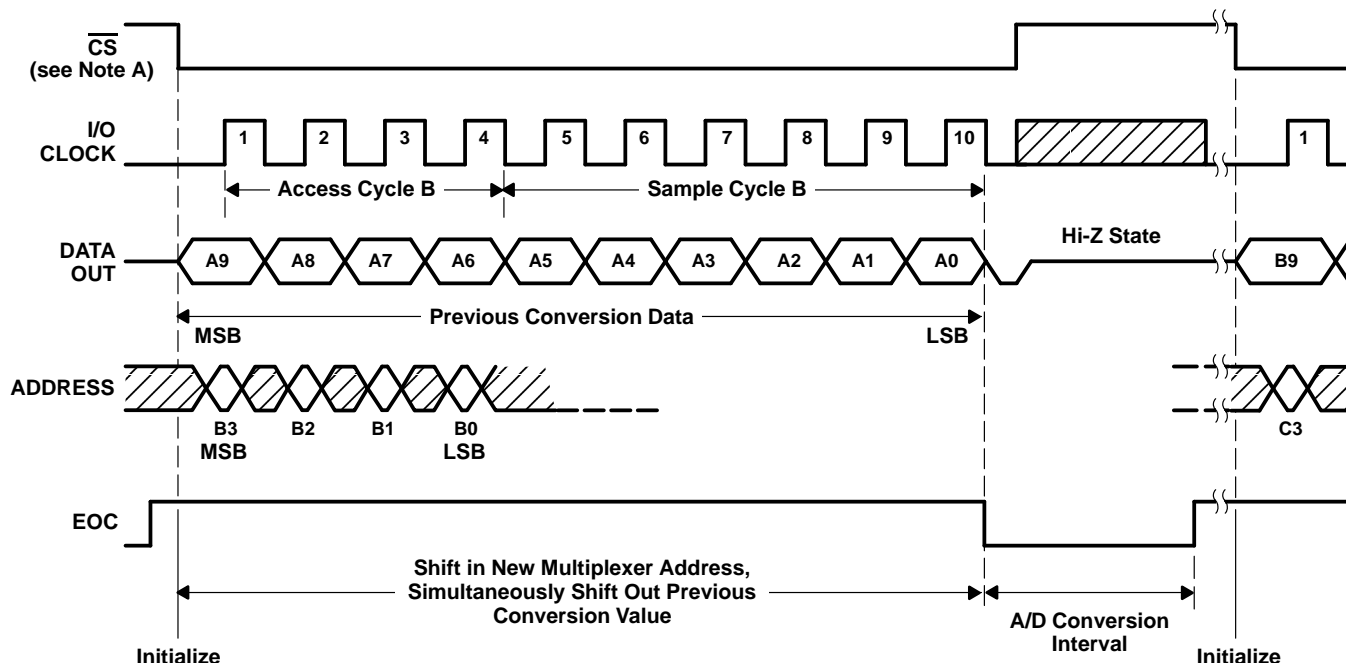 CS
(see Note A)
I/O
CLOCK
1 2 3 4 5 6 7 8 9 10 1
Access Cycle B Sample Cycle B
DATA
OUT
A9 A8 A7 A6 A5 A4 A3 A2 A1 A0 Hi-Z State B9
Previous Conversion Data
MSB LSB
ADDRESS
B3 B2 B1 B0 C3
MSB LSB
EOC
Shift in New Multiplexer Address,
Simultaneously Shift Out Previous
Conversion Value
A/D Conversion
Interval
Initialize Initialize